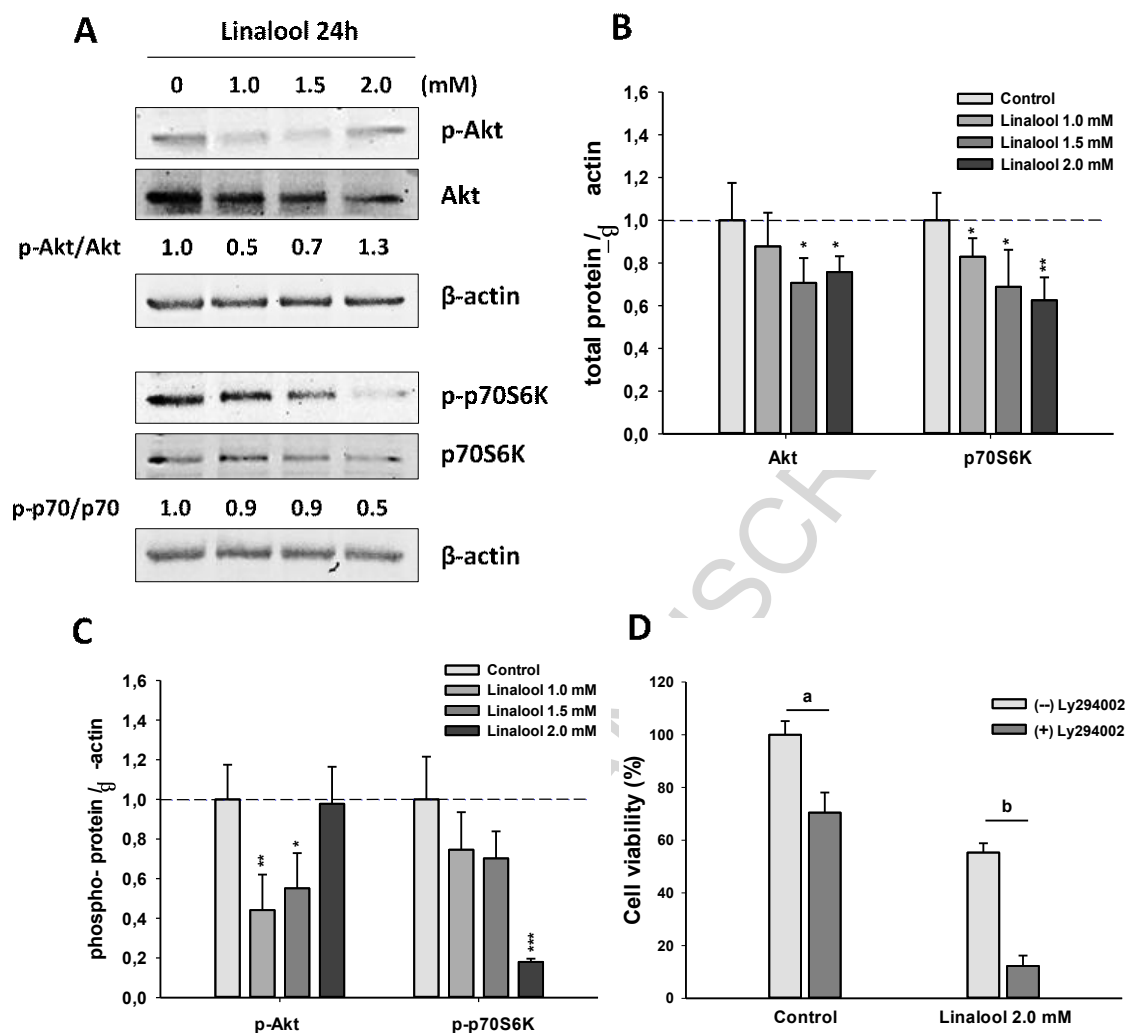 A
Linalool 24h
0 1.0 1.5 2.0 (mM)
p-Akt
Akt
p-Akt/Akt 1.0 0.5 0.7 1.3
β-actin
p-p70S6K
p70S6K
p-p70/p70 1.0 0.9 0.9 0.5
β-actin
B
total protein / β- actin
1,6
1,4
1,2
1,0
0,8
0,6
0,4
0,2
0,0
Control
Linalool 1.0 mM
Linalool 1.5 mM
Linalool 2.0 mM
* * * * **
Akt p70S6K
C
phospho- protein / β -actin
1,6
1,4
1,2
1,0
0,8
0,6
0,4
0,2
0,0
Control
Linalool 1.0 mM
Linalool 1.5 mM
Linalool 2.0 mM
** * ***
p-Akt p-p70S6K
D
Cell viability (%)
120
100
80
60
40
20
0
(--) Ly294002
(+) Ly294002
a
b
Control Linalool 2.0 mM